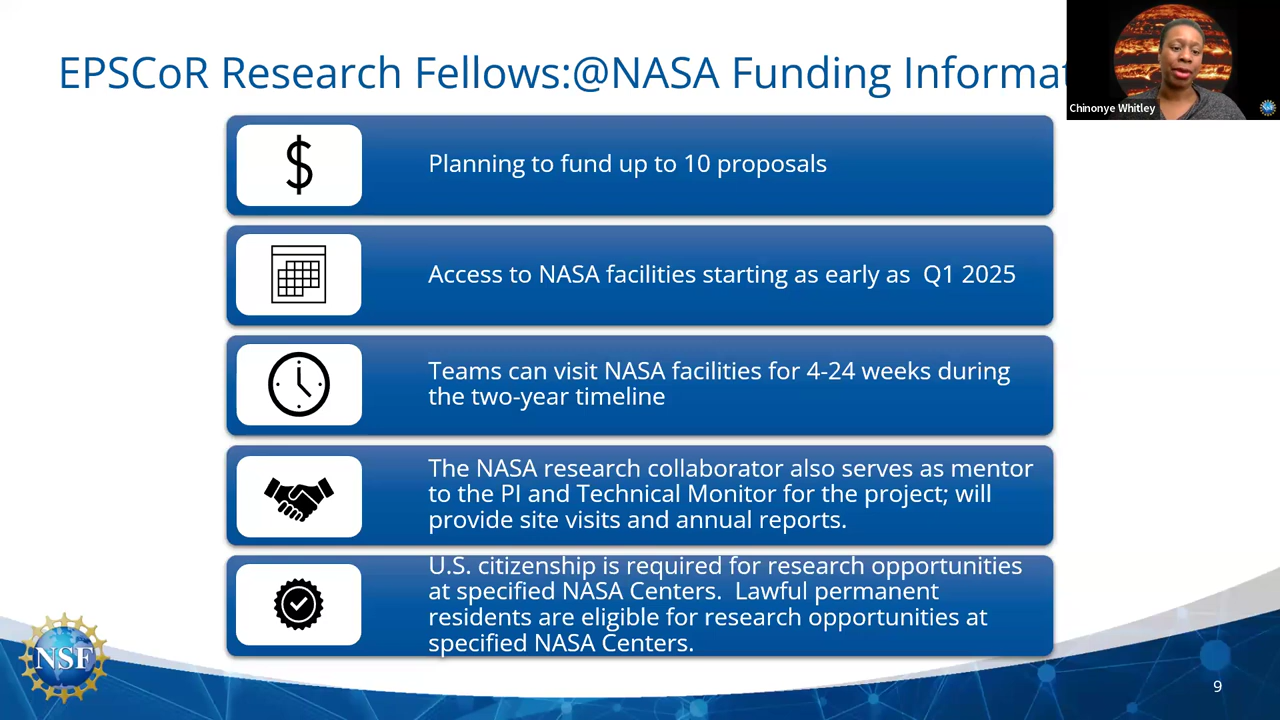 EPSCoR Research Fellows:@NASA Funding Informat
Chinonye Whitley
$
Planning to fund up to 10 proposals
Access to NASA facilities starting as early as  Q1 2025
Teams can visit NASA facilities for 4-24 weeks during
the two-year timeline
The NASA research collaborator also serves as mentor
to the PI and Technical Monitor for the project; will
provide site visits and annual reports.
U.S. citizenship is required for research opportunities
at specified NASA Centers.  Lawful permanent
residents are eligible for research opportunities at
specified NASA Centers.
NSF
9